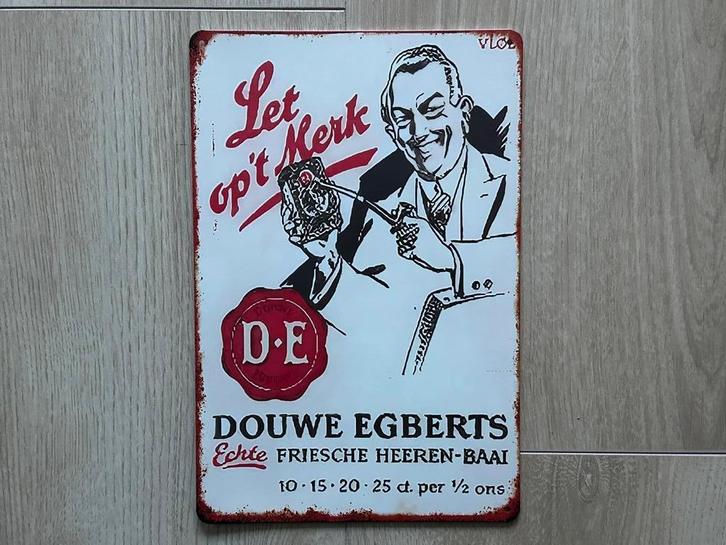 Let
op't Merk
D·E
DOUWE EGBERTS
Echte FRIESCHE HEEREN-BAAI
10·15·20·25 ct. per ½ ons